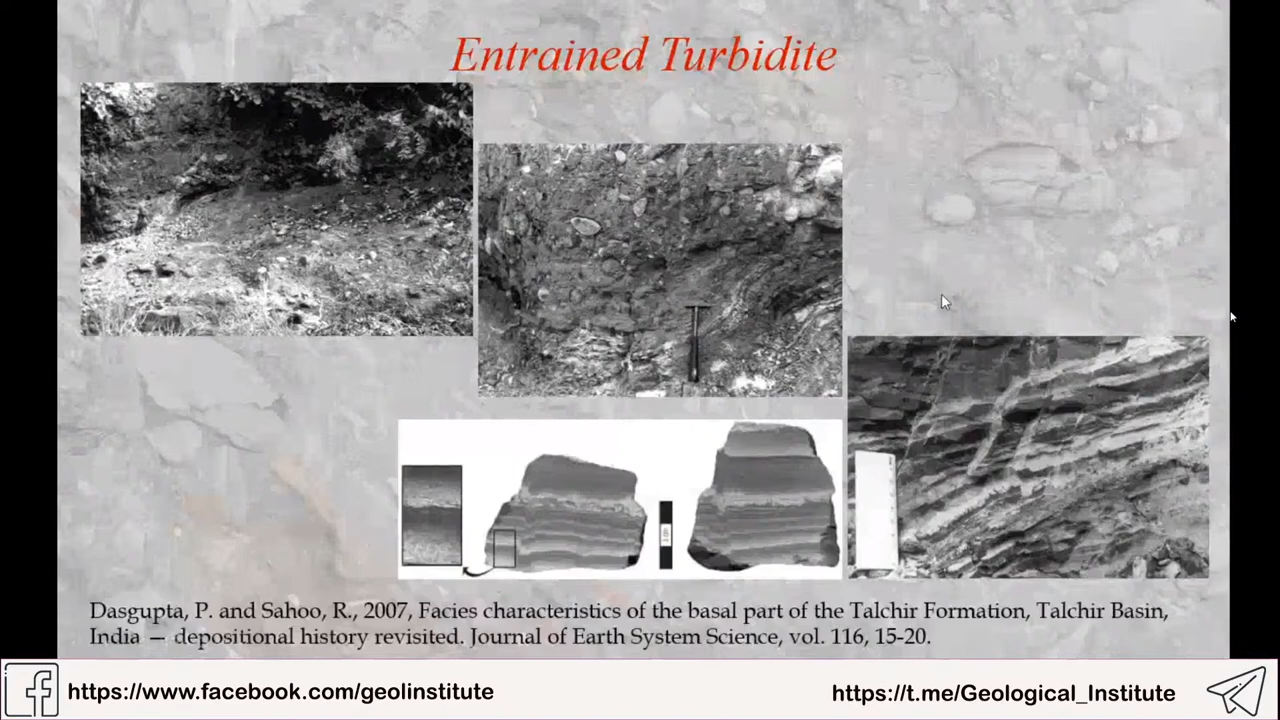 Entrained Turbidite
Dasgupta, P. and Sahoo, R., 2007, Facies characteristics of the basal part of the Talchir Formation, Talchir Basin,
India — depositional history revisited. Journal of Earth System Science, vol. 116, 15-20.
https://www.facebook.com/geolinstitute
https://t.me/Geological_Institute